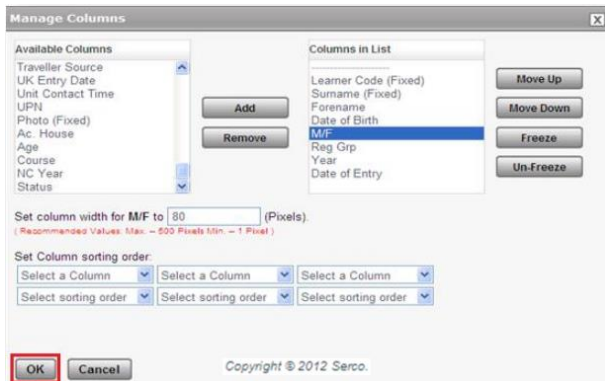 Manage Columns
X
Available Columns
Traveller Source
UK Entry Date
Unit Contact Time
UPN
Photo (Fixed)
Ac. House
Age
Course
NC Year
Status
Add
Remove
Columns in List
--------------------
Learner Code (Fixed)
Surname (Fixed)
Forename
Date of Birth
M/F
Reg Grp
Year
Date of Entry
Move Up
Move Down
Freeze
Un-Freeze
Set column width for M/F to 80 (Pixels).
( Recommended Values: Max. – 500 Pixels Min. – 1 Pixel )
Set Column sorting order:
Select a Column Select a Column Select a Column
Select sorting order Select sorting order Select sorting order
OK Cancel Copyright © 2012 Serco.